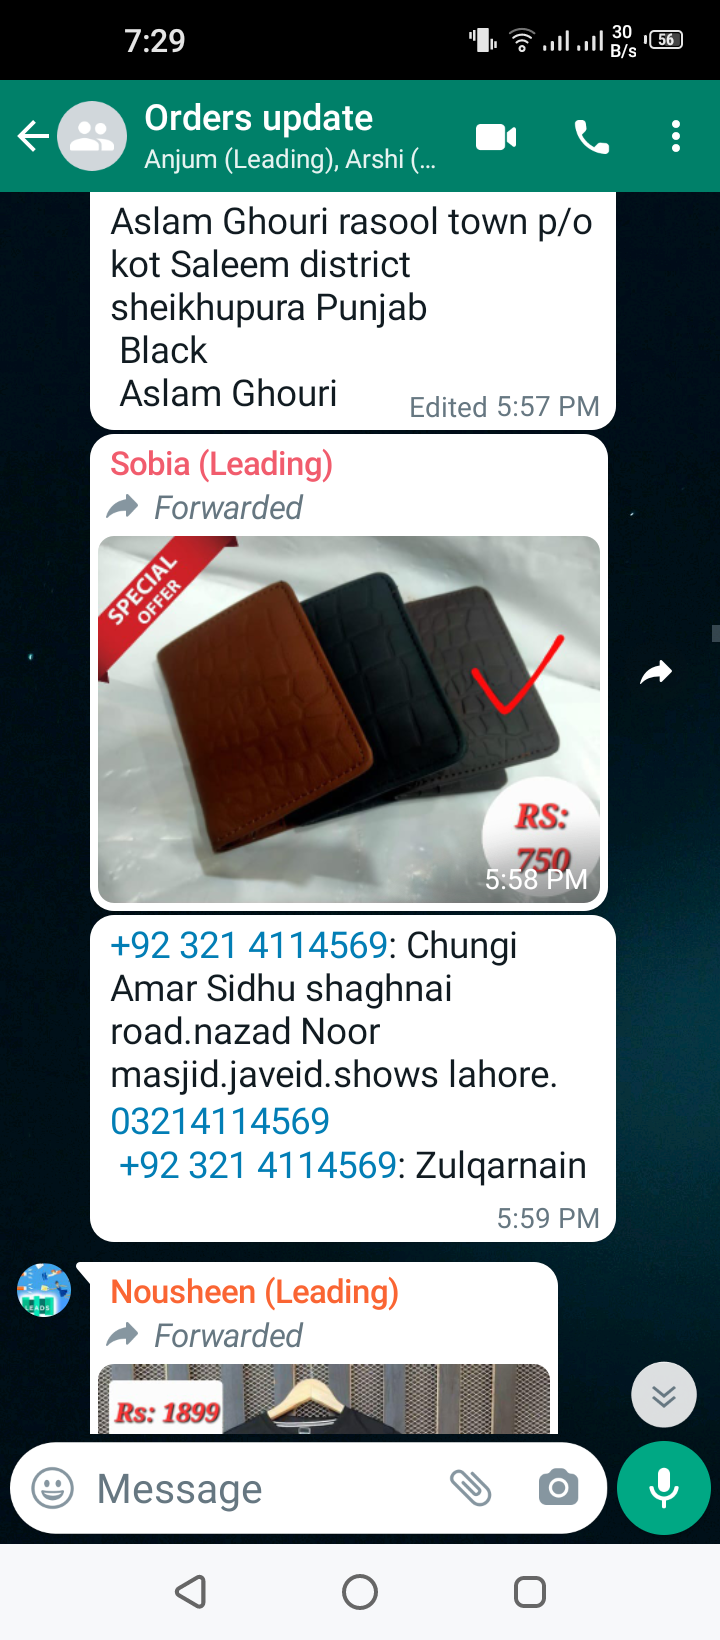 7:29
30
B/s
56
Orders update
Anjum (Leading), Arshi (...
Aslam Ghouri rasool town p/o
kot Saleem district
sheikhupura Punjab
Black
Aslam Ghouri
Edited 5:57 PM
Sobia (Leading)
Forwarded
SPECIAL
OFFER
RS:
750
5:58 PM
+92 321 4114569: Chungi
Amar Sidhu shaghnai
road.nazad Noor
masjid.javeid.shows lahore.
03214114569
+92 321 4114569: Zulqarnain
5:59 PM
LEADS
Nousheen (Leading)
Forwarded
Rs: 1899
Message